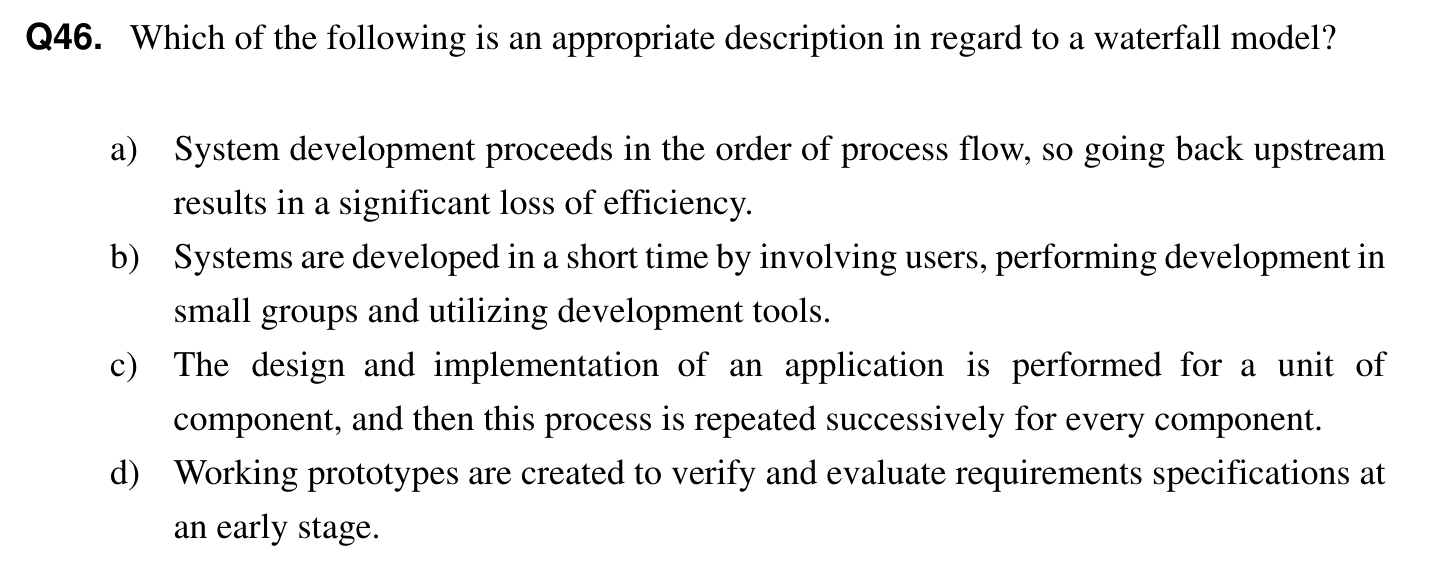 Q46. Which of the following is an appropriate description in regard to a waterfall model?
a) System development proceeds in the order of process flow, so going back upstream
results in a significant loss of efficiency.
b) Systems are developed in a short time by involving users, performing development in
small groups and utilizing development tools.
c) The design and implementation of an application is performed for a unit of
component, and then this process is repeated successively for every component.
d) Working prototypes are created to verify and evaluate requirements specifications at
an early stage.